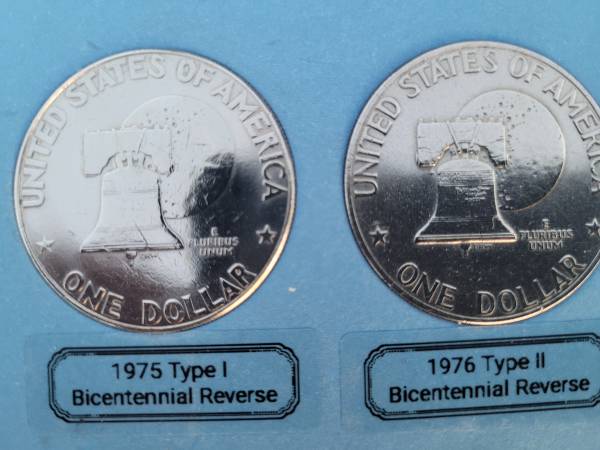 UNITED STATES OF AMERICA
E
PLURIBUS
UNUM
ONE DOLLAR
1975 Type I
Bicentennial Reverse
UNITED STATES OF AMERICA
E
PLURIBUS
UNUM
ONE DOLLAR
1976 Type II
Bicentennial Reverse